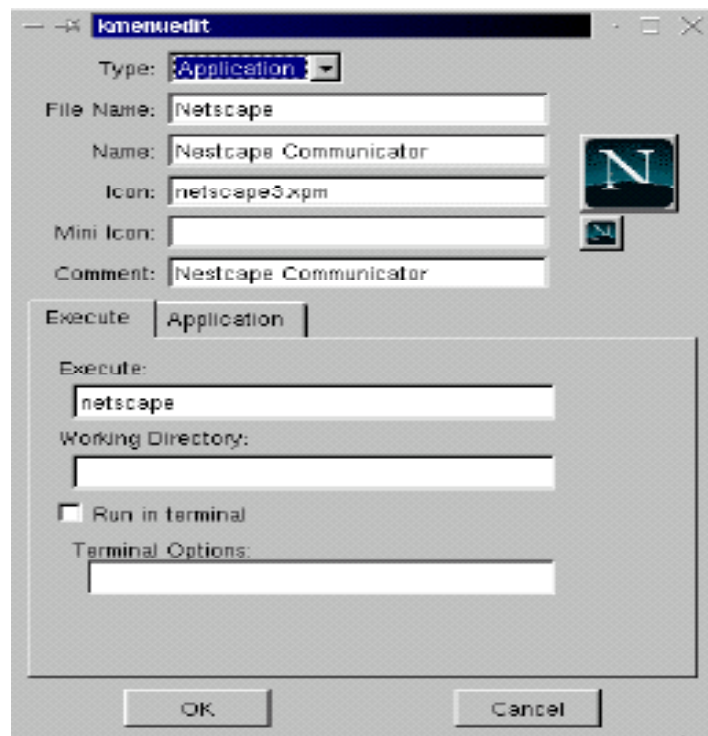 kmenuedit
Type: Application
File Name: Netscape
Name: Nestcape Communicator
N
Icon: netscape3.xpm
Mini Icon:
N
Comment: Nestcape Communicator
Execute Application
Execute:
netscape
Working Directory:
Run in terminal
Terminal Options:
OK Cancel